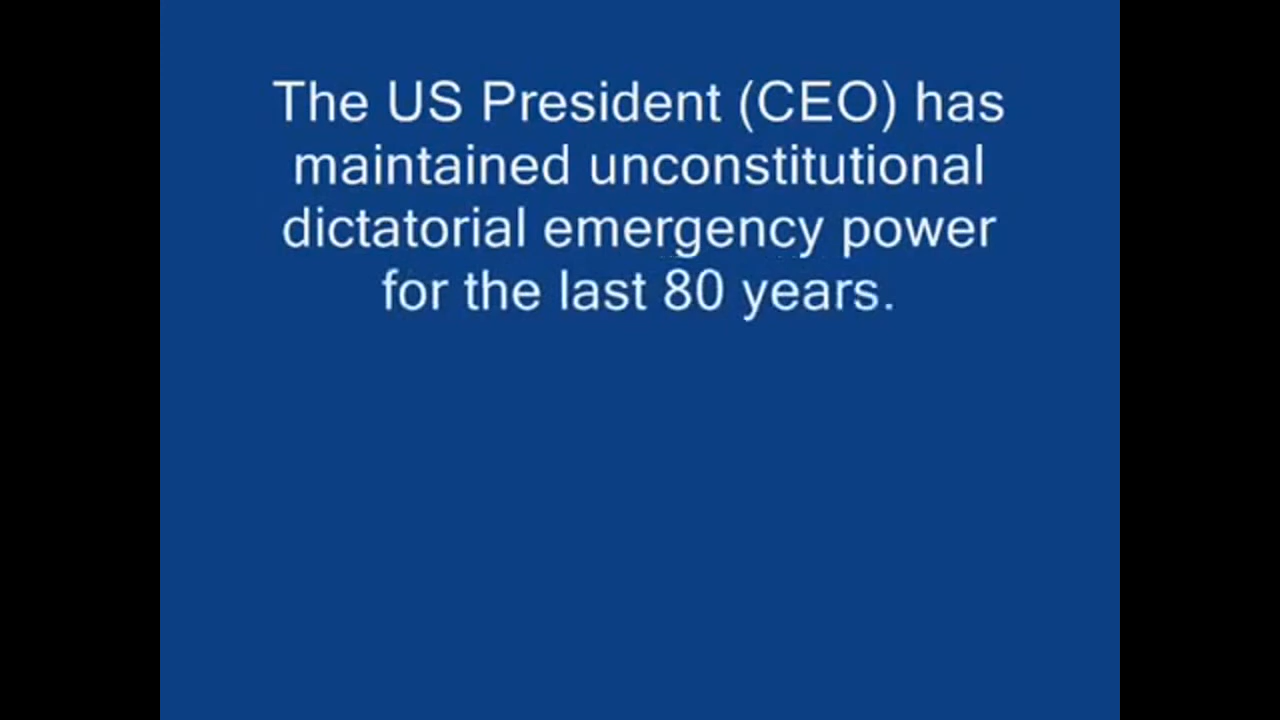 The US President (CEO) has
maintained unconstitutional
dictatorial emergency power
for the last 80 years.